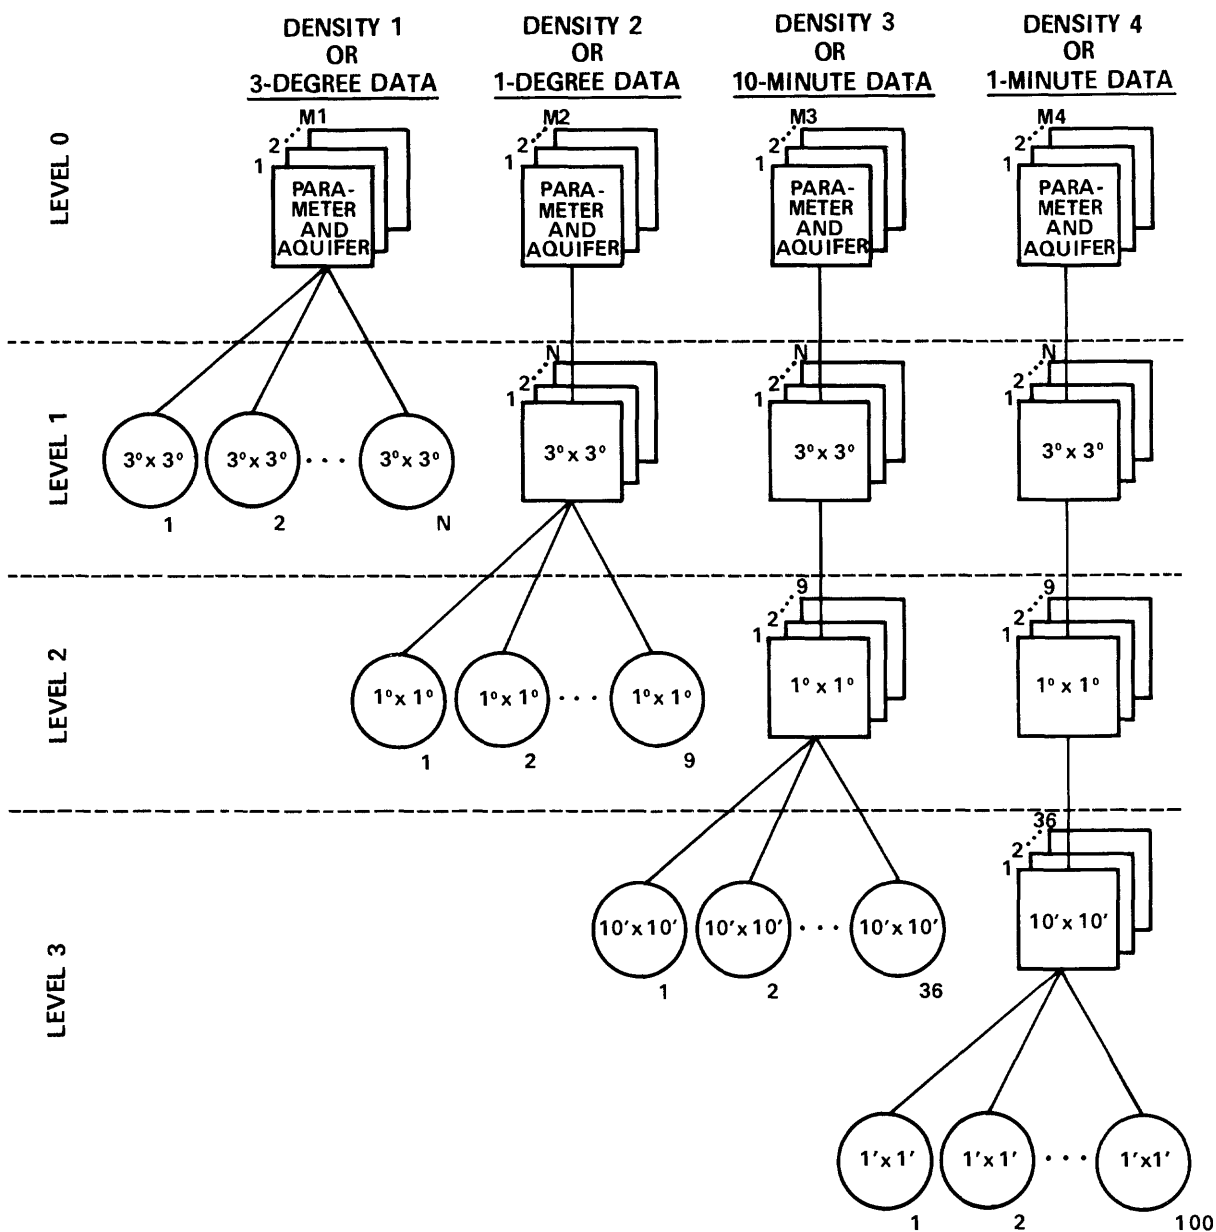 DENSITY 1
OR
3-DEGREE DATA
DENSITY 2
OR
1-DEGREE DATA
DENSITY 3
OR
10-MINUTE DATA
DENSITY 4
OR
1-MINUTE DATA
LEVEL 0
1 2 M1
PARA-
METER
AND
AQUIFER
1 2 M2
PARA-
METER
AND
AQUIFER
1 2 M3
PARA-
METER
AND
AQUIFER
1 2 M4
PARA-
METER
AND
AQUIFER
LEVEL 1
3° x 3° 3° x 3° . . . 3° x 3°
1 2 N
1 2 N
3° x 3°
1 2 N
3° x 3°
1 2 N
3° x 3°
LEVEL 2
1° x 1° 1° x 1° . . . 1° x 1°
1 2 9
1 2 9
1° x 1°
1 2 9
1° x 1°
LEVEL 3
10' x 10' 10' x 10' . . . 10' x 10'
1 2 36
1 2 36
10' x 10'
1' x 1' 1' x 1' . . . 1' x 1'
1 2 100